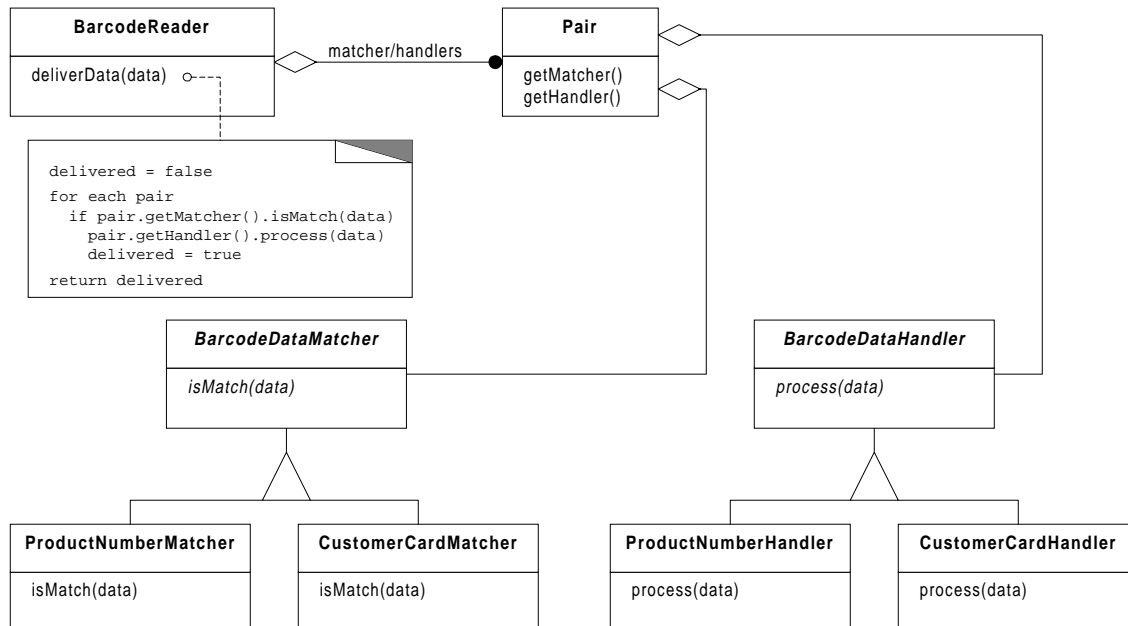 BarcodeReader
deliverData(data)
matcher/handlers
Pair
getMatcher()
getHandler()
delivered = false
for each pair
if pair.getMatcher().isMatch(data)
pair.getHandler().process(data)
delivered = true
return delivered
BarcodeDataMatcher
isMatch(data)
BarcodeDataHandler
process(data)
ProductNumberMatcher
isMatch(data)
CustomerCardMatcher
isMatch(data)
ProductNumberHandler
process(data)
CustomerCardHandler
process(data)